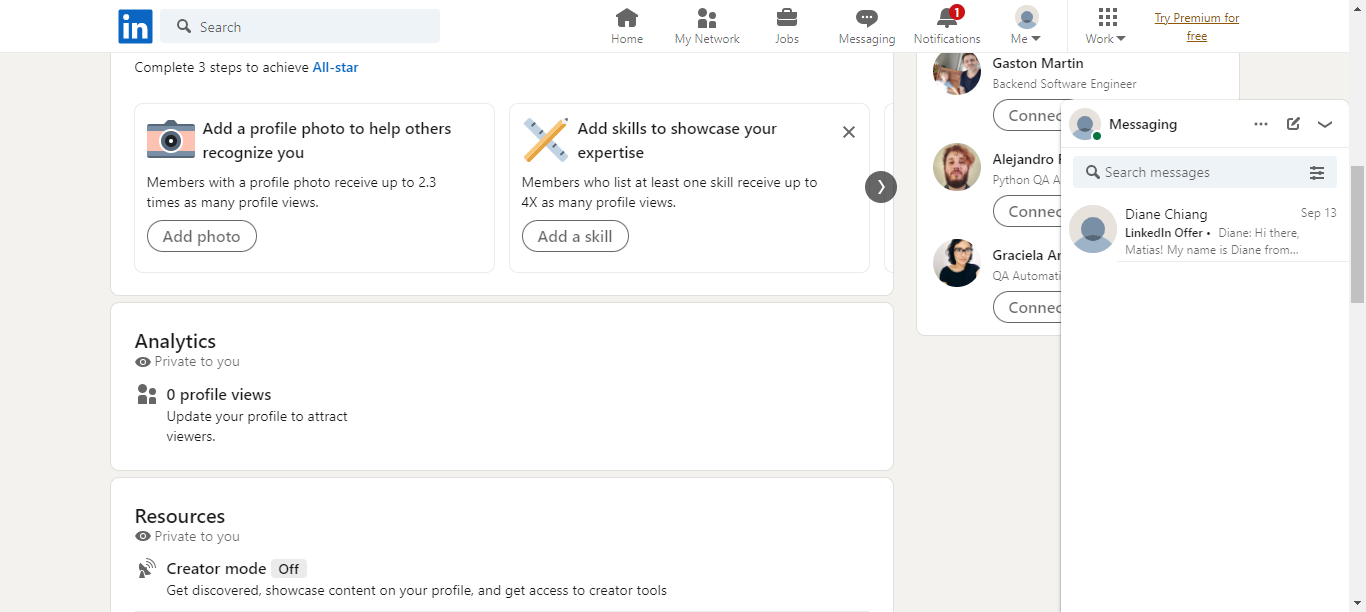 in
Search
Home
My Network
Jobs
Messaging
1
Notifications
Me
Work
Try Premium for
free
Complete 3 steps to achieve All-star
Add a profile photo to help others
recognize you
Members with a profile photo receive up to 2.3
times as many profile views.
Add photo
Add skills to showcase your
expertise
Members who list at least one skill receive up to
4X as many profile views.
Add a skill
Analytics
Private to you
0 profile views
Update your profile to attract
viewers.
Resources
Private to you
Creator mode Off
Get discovered, showcase content on your profile, and get access to creator tools
Gaston Martin
Backend Software Engineer
Connec
Alejandro
Python QA A
Connec
Graciela Ar
QA Automati
Connec
Messaging
Search messages
Diane Chiang
Sep 13
LinkedIn Offer • Diane: Hi there,
Matias! My name is Diane from...